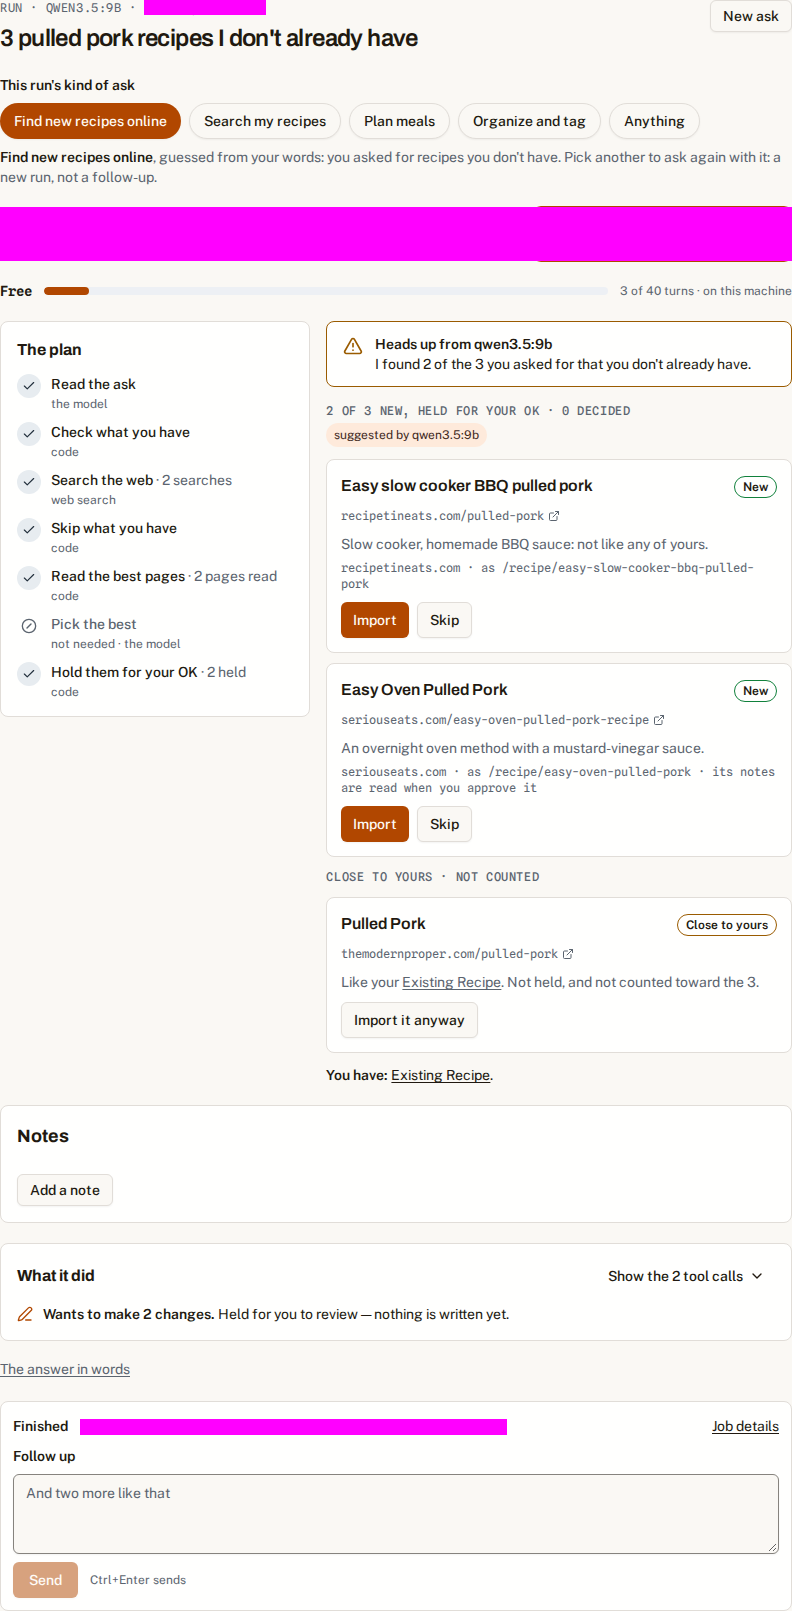 RUN · QWEN3.5:9B ·
New ask
3 pulled pork recipes I don't already have
This run's kind of ask
Find new recipes online
Search my recipes
Plan meals
Organize and tag
Anything
Find new recipes online, guessed from your words: you asked for recipes you don't have. Pick another to ask again with it: a
new run, not a follow-up.
Free
3 of 40 turns · on this machine
The plan
Read the ask
the model
Check what you have
code
Search the web · 2 searches
web search
Skip what you have
code
Read the best pages · 2 pages read
code
Pick the best
not needed · the model
Hold them for your OK · 2 held
code
Heads up from qwen3.5:9b
I found 2 of the 3 you asked for that you don't already have.
2 OF 3 NEW, HELD FOR YOUR OK · 0 DECIDED
suggested by qwen3.5:9b
Easy slow cooker BBQ pulled pork
New
recipetineats.com/pulled-pork
Slow cooker, homemade BBQ sauce: not like any of yours.
recipetineats.com · as /recipe/easy-slow-cooker-bbq-pulled-
pork
Import
Skip
Easy Oven Pulled Pork
New
seriouseats.com/easy-oven-pulled-pork-recipe
An overnight oven method with a mustard-vinegar sauce.
seriouseats.com · as /recipe/easy-oven-pulled-pork · its notes
are read when you approve it
Import
Skip
CLOSE TO YOURS · NOT COUNTED
Pulled Pork
Close to yours
themodernproper.com/pulled-pork
Like your Existing Recipe. Not held, and not counted toward the 3.
Import it anyway
You have: Existing Recipe.
Notes
Add a note
What it did
Show the 2 tool calls
Wants to make 2 changes. Held for you to review — nothing is written yet.
The answer in words
Finished
Job details
Follow up
And two more like that
Send
Ctrl+Enter sends